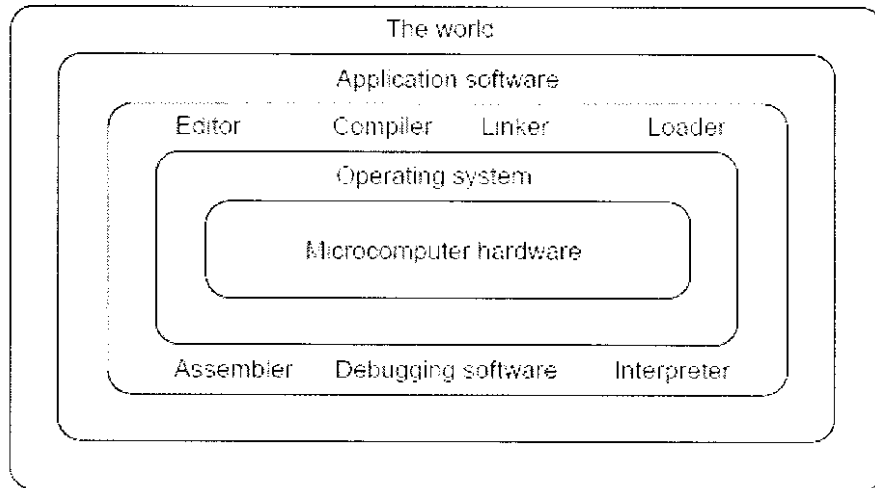 The world
Application software
Editor Compiler Linker Loader
Operating system
Microcomputer hardware
Assembler Debugging software Interpreter